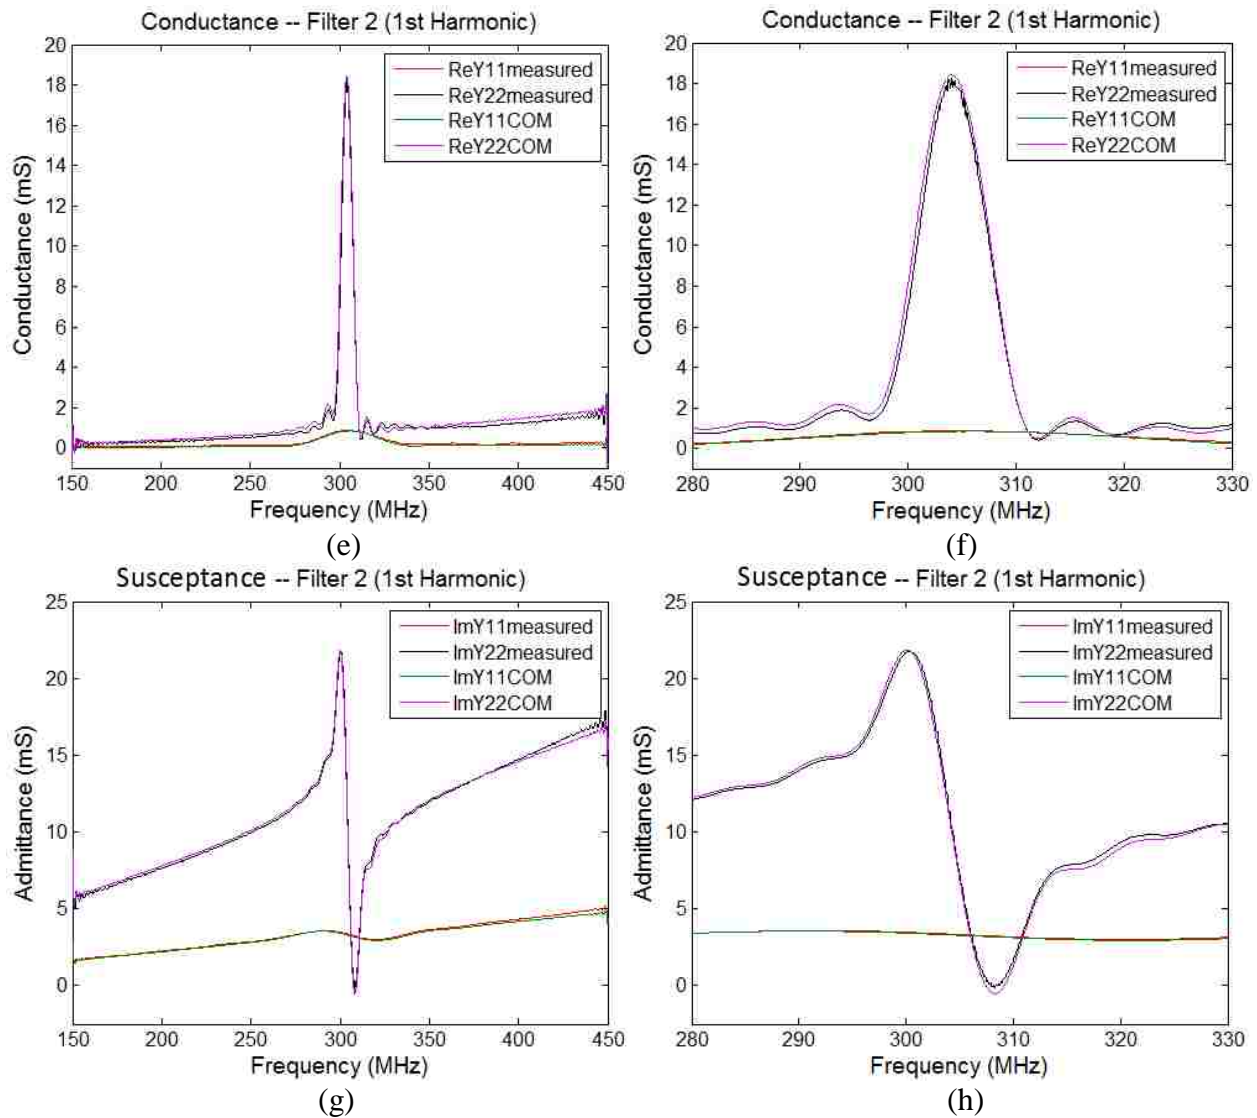 Conductance -- Filter 2 (1st Harmonic)
20
18
16
14
12
10
8
6
4
2
0
Conductance (mS)
ReY11measured
ReY22measured
ReY11COM
ReY22COM
150 200 250 300 350 400 450
Frequency (MHz)
(e)
Conductance -- Filter 2 (1st Harmonic)
20
18
16
14
12
10
8
6
4
2
0
Conductance (mS)
ReY11measured
ReY22measured
ReY11COM
ReY22COM
280 290 300 310 320 330
Frequency (MHz)
(f)
Susceptance -- Filter 2 (1st Harmonic)
25
20
15
10
5
0
Admittance (mS)
ImY11measured
ImY22measured
ImY11COM
ImY22COM
150 200 250 300 350 400 450
Frequency (MHz)
(g)
Susceptance -- Filter 2 (1st Harmonic)
25
20
15
10
5
0
Admittance (mS)
ImY11measured
ImY22measured
ImY11COM
ImY22COM
280 290 300 310 320 330
Frequency (MHz)
(h)